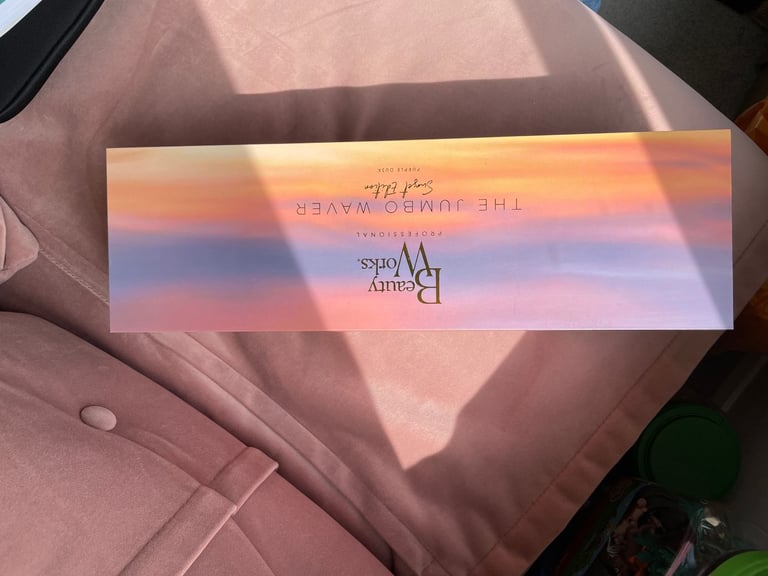 Beauty
Works.
PROFESSIONAL
THE JUMBO WAVER
Sunset Edition
PURPLE DUSK